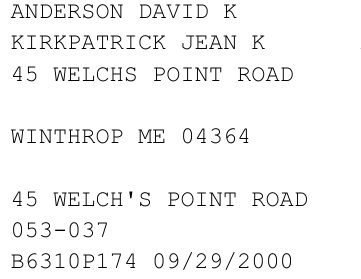 ANDERSON DAVID K
KIRKPATRICK JEAN K
45 WELCHS POINT ROAD
WINTHROP ME 04364
45 WELCH'S POINT ROAD
053-037
B6310P174 09/29/2000